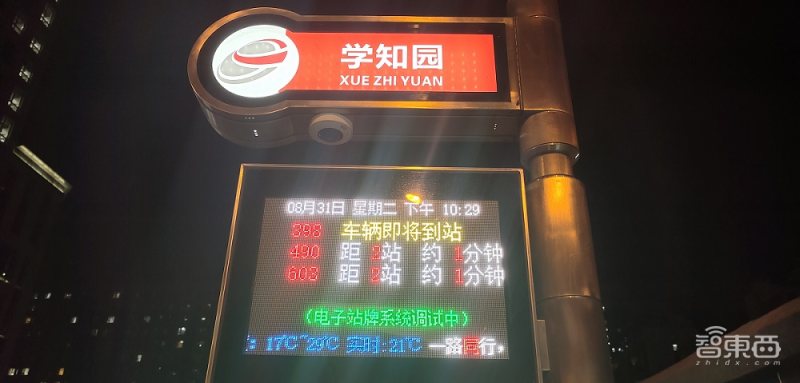 学知园
XUE ZHI YUAN
08月31日 星期二 下午 10:29
398 车辆即将到站
490 距 2站 约 1分钟
603 距 2站 约 1分钟
(电子站牌系统调试中)
: 17℃~29℃ 实时:21℃ 一路同行,
智東西
zhidx.com